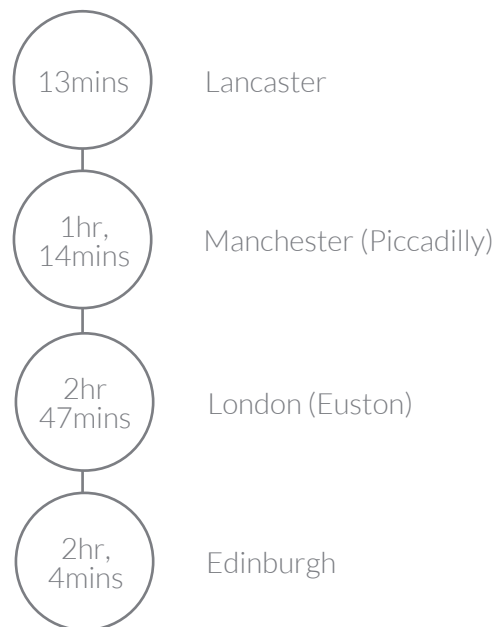 13mins
Lancaster
1hr,
14mins
Manchester (Piccadilly)
2hr
47mins
London (Euston)
2hr,
4mins
Edinburgh